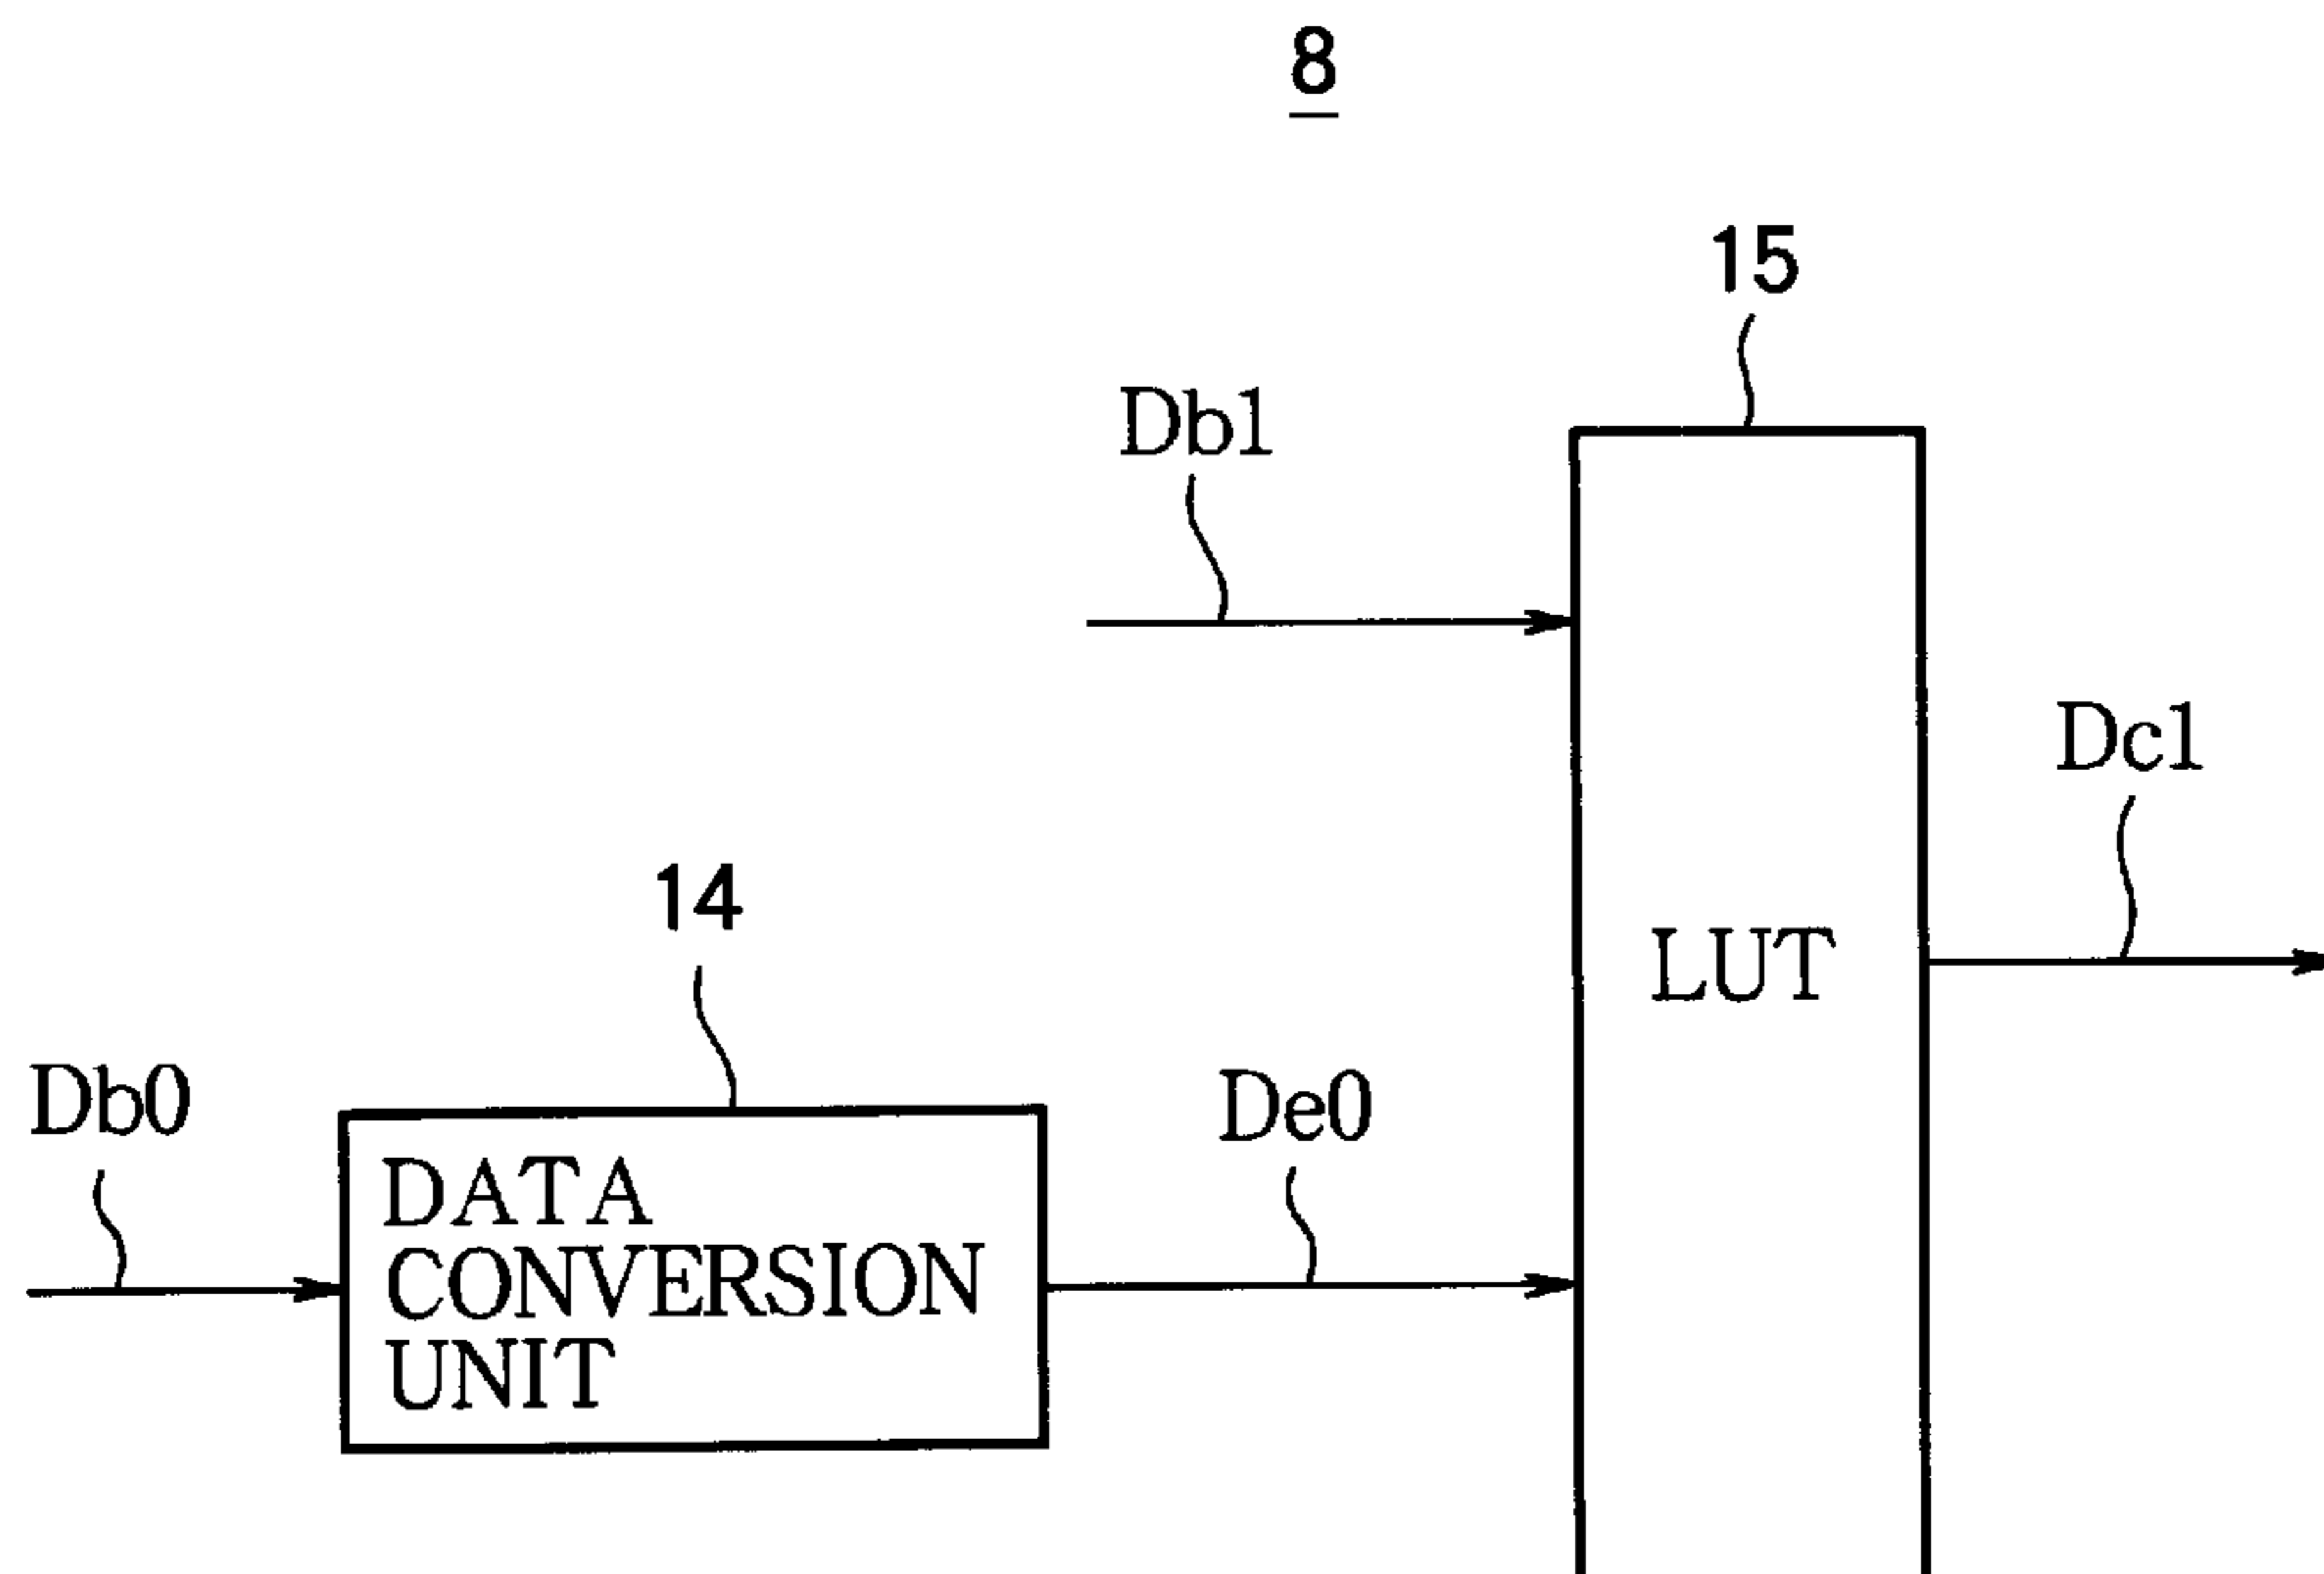 8
15
Db1
Dc1
14
LUT
Db0
De0
DATA
CONVERSION
UNIT